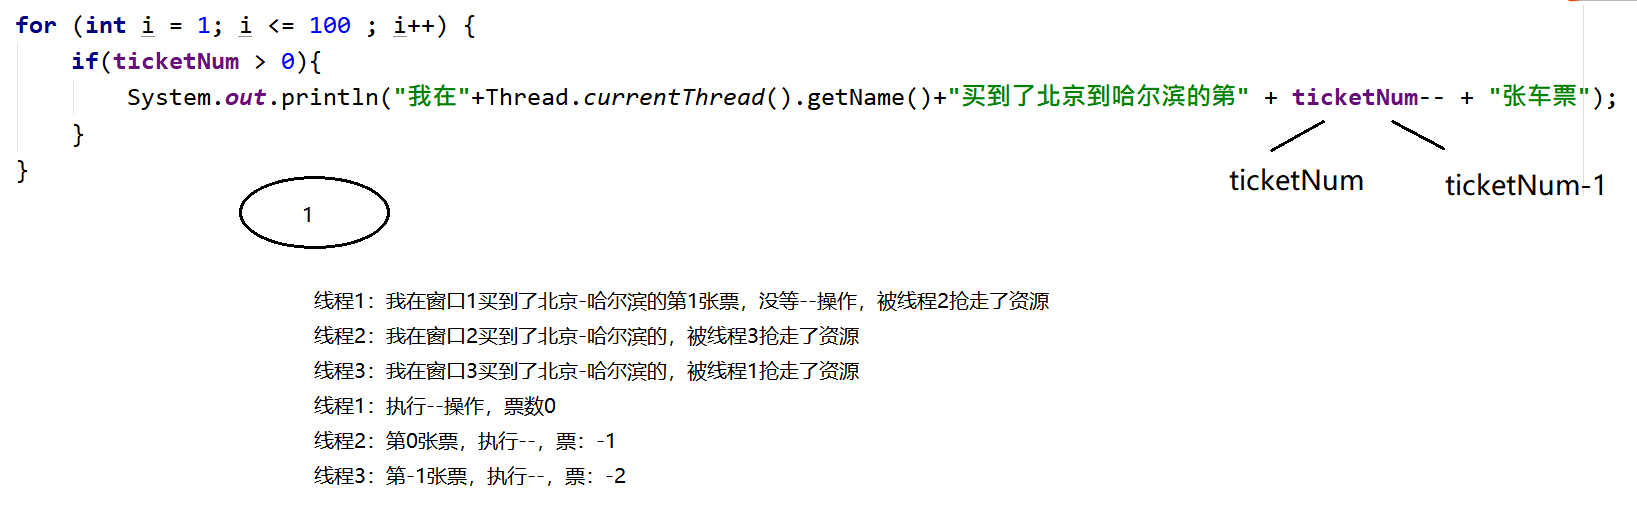 for (int i = 1; i <= 100 ; i++) {
if(ticketNum > 0){
System.out.println("我在"+Thread.currentThread().getName()+"买到了北京到哈尔滨的第" + ticketNum-- + "张车票");
}
}
ticketNum
ticketNum-1
1
线程1：我在窗口1买到了北京-哈尔滨的第1张票，没等--操作，被线程2抢走了资源
线程2：我在窗口2买到了北京-哈尔滨的，被线程3抢走了资源
线程3：我在窗口3买到了北京-哈尔滨的，被线程1抢走了资源
线程1：执行--操作，票数0
线程2：第0张票，执行--，票：-1
线程3：第-1张票，执行--，票：-2